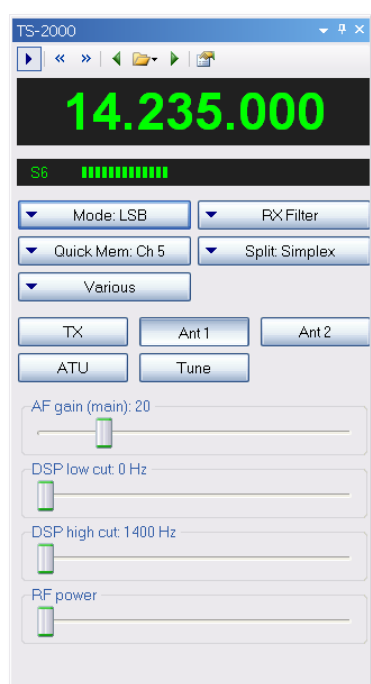 TS-2000
14.235.000
S6
Mode: LSB RX Filter
Quick Mem: Ch 5 Split: Simplex
Various
TX Ant 1 Ant 2
ATU Tune
AF gain (main): 20
DSP low cut: 0 Hz
DSP high cut: 1400 Hz
RF power